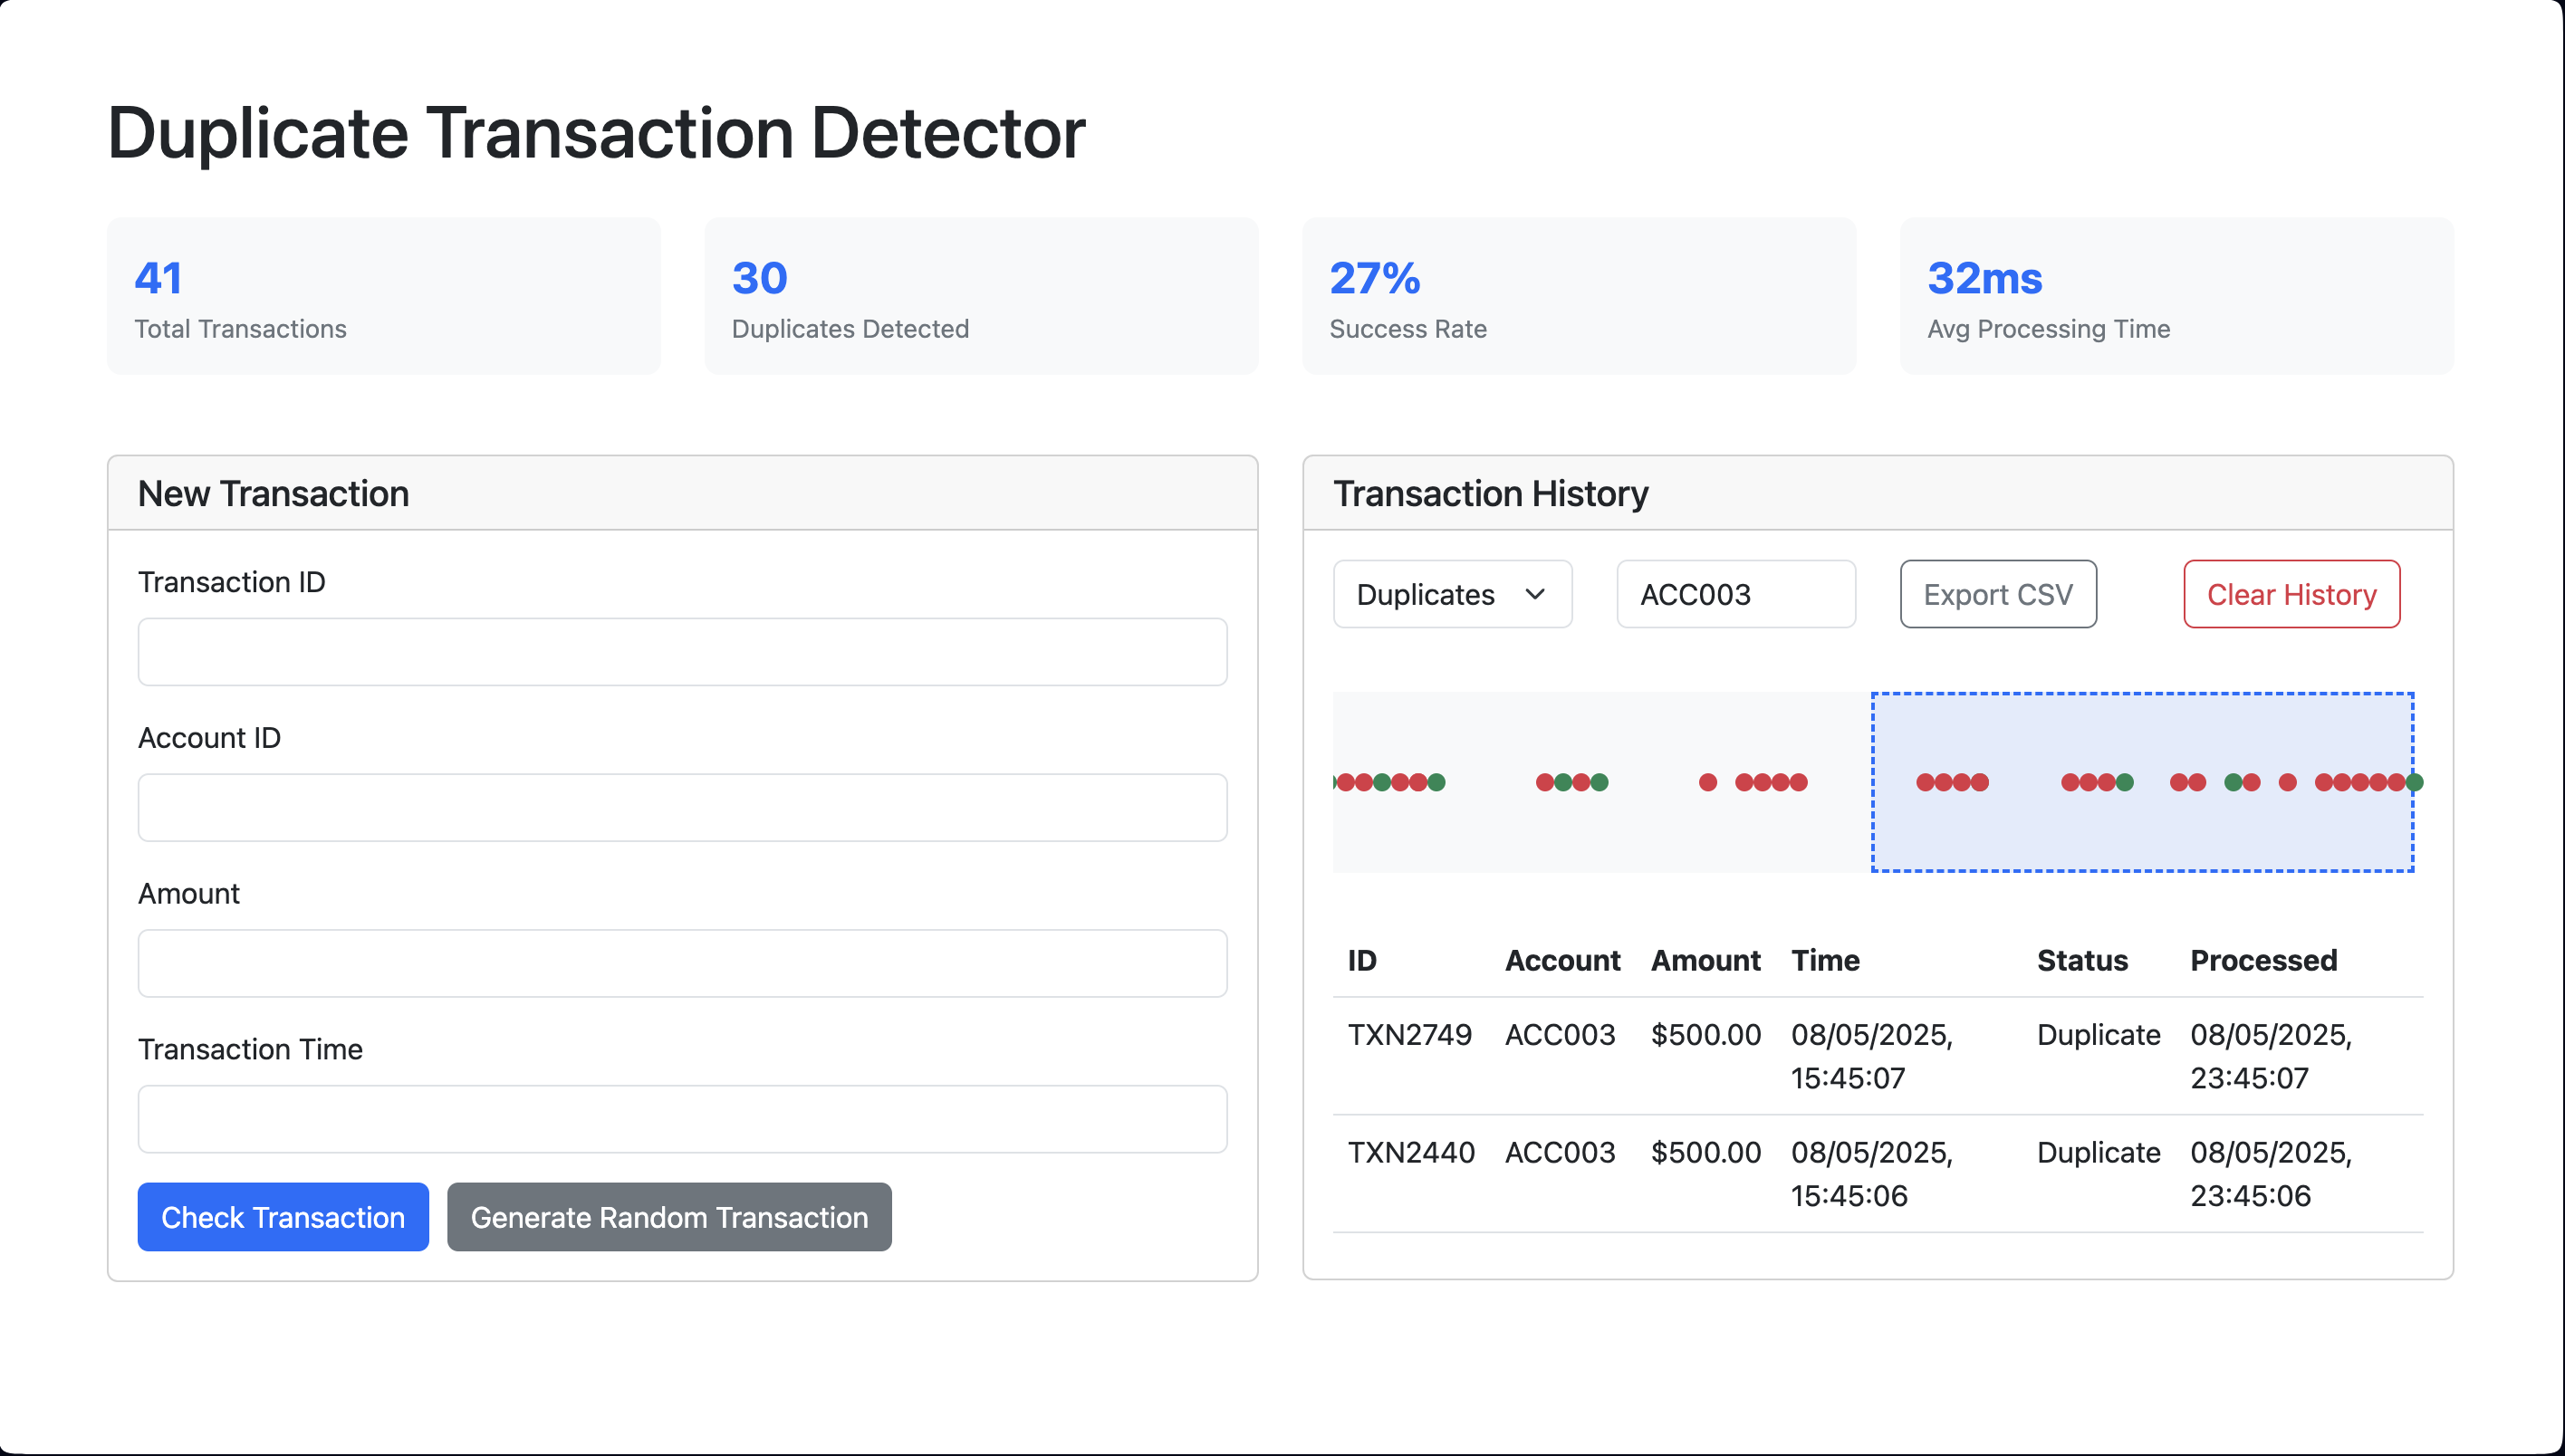 Duplicate Transaction Detector
41
Total Transactions
30
Duplicates Detected
27%
Success Rate
32ms
Avg Processing Time
New Transaction
Transaction ID
Account ID
Amount
Transaction Time
Check Transaction
Generate Random Transaction
Transaction History
Duplicates
ACC003
Export CSV
Clear History
ID Account Amount Time Status Processed
TXN2749 ACC003 $500.00 08/05/2025, Duplicate 08/05/2025,
15:45:07 23:45:07
TXN2440 ACC003 $500.00 08/05/2025, Duplicate 08/05/2025,
15:45:06 23:45:06